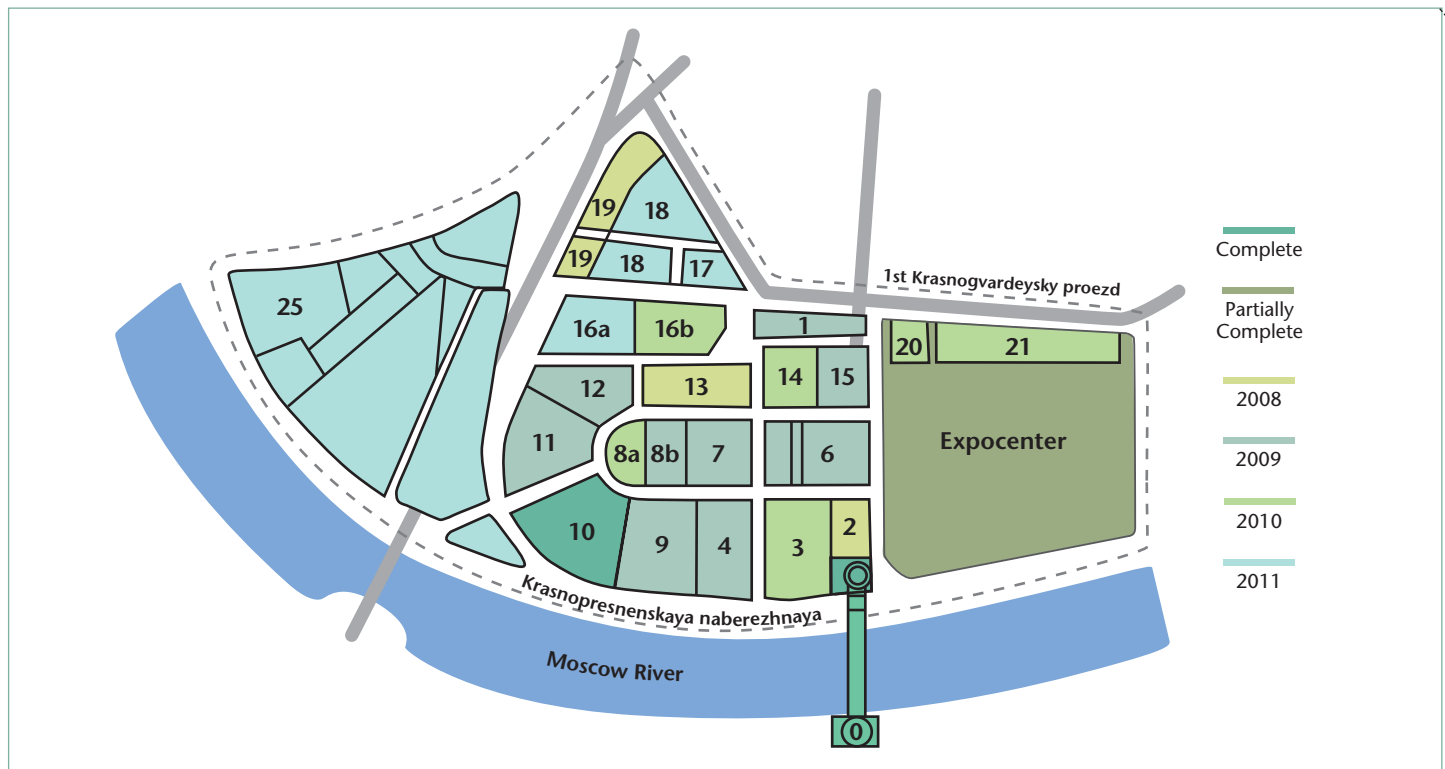 19
18
19
18
17
25
16a
16b
1
1st Krasnogvardeysky proezd
20
21
12
13
14
15
11
8a
8b
7
6
Expocenter
10
9
4
3
2
Krasnopresnenskaya naberezhnaya
Moscow River
0
Complete
Partially
Complete
2008
2009
2010
2011